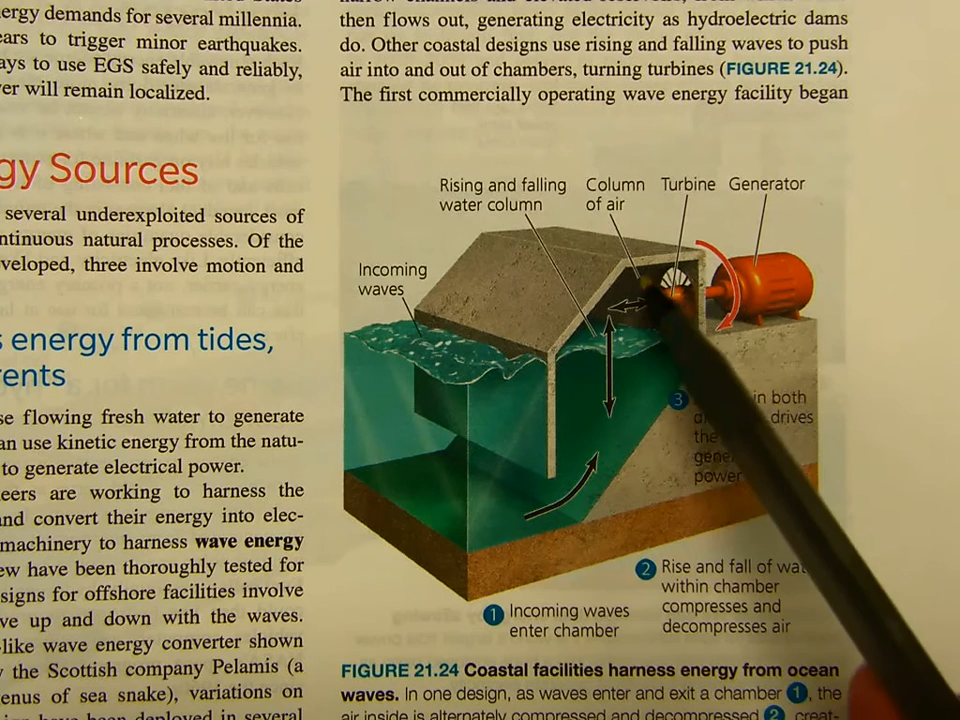 ergy demands for several millennia.
ears to trigger minor earthquakes.
ays to use EGS safely and reliably,
er will remain localized.
gy Sources
several underexploited sources of
ntinuous natural processes. Of the
veloped, three involve motion and
s energy from tides,
rents
se flowing fresh water to generate
an use kinetic energy from the natu-
to generate electrical power.
neers are working to harness the
and convert their energy into elec-
machinery to harness wave energy
ew have been thoroughly tested for
signs for offshore facilities involve
ve up and down with the waves.
-like wave energy converter shown
y the Scottish company Pelamis (a
enus of sea snake), variations on
then flows out, generating electricity as hydroelectric dams
do. Other coastal designs use rising and falling waves to push
air into and out of chambers, turning turbines (FIGURE 21.24).
The first commercially operating wave energy facility began
Rising and falling
water column
Column
of air
Turbine
Generator
Incoming
waves
3 in both
drives
the
gene
power
2 Rise and fall of wat
within chamber
compresses and
decompresses air
1 Incoming waves
enter chamber
FIGURE 21.24 Coastal facilities harness energy from ocean
waves. In one design, as waves enter and exit a chamber 1, the
air inside is alternately compressed and decompressed 2, creat-